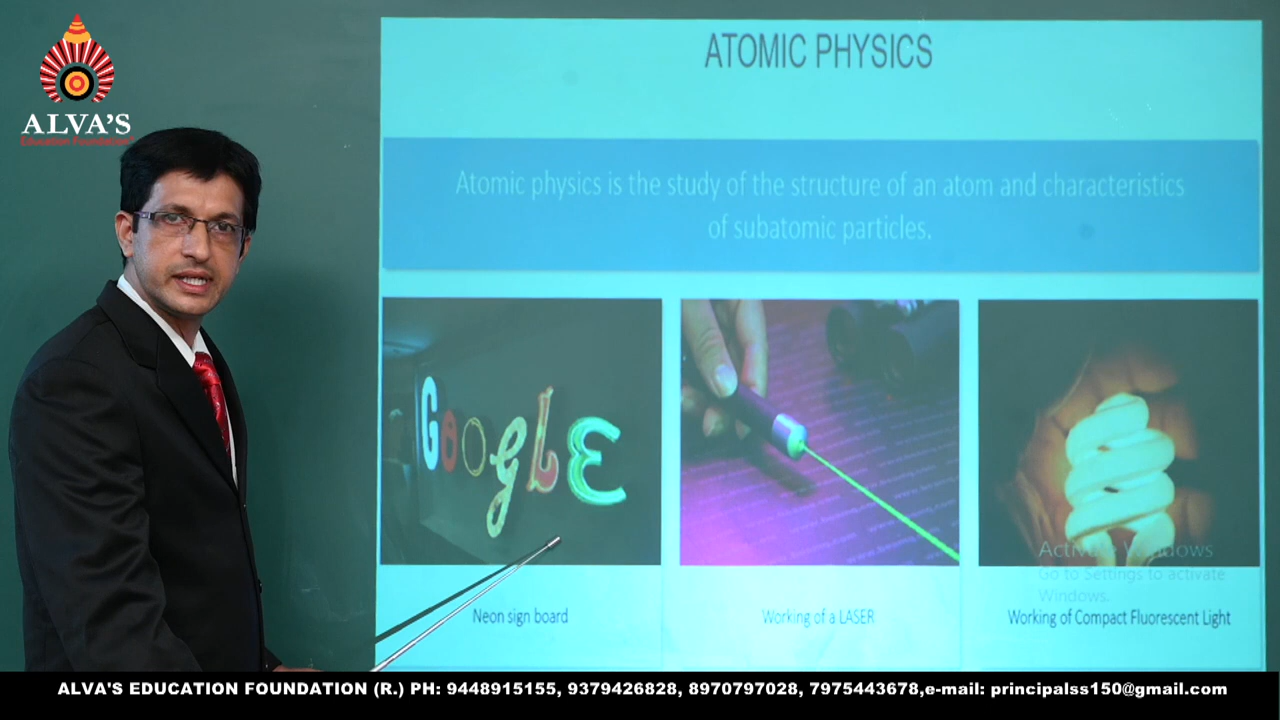 ALVA'S
Education Foundation®
ATOMIC PHYSICS
Atomic physics is the study of the structure of an atom and characteristics
of subatomic particles.
GOOGLE
Neon sign board
Working of a LASER
Activate Windows
Go to Settings to activate
Windows.
Working of Compact Fluorescent Light
ALVA'S EDUCATION FOUNDATION (R.) PH: 9448915155, 9379426828, 8970797028, 7975443678,e-mail: principalss150@gmail.com